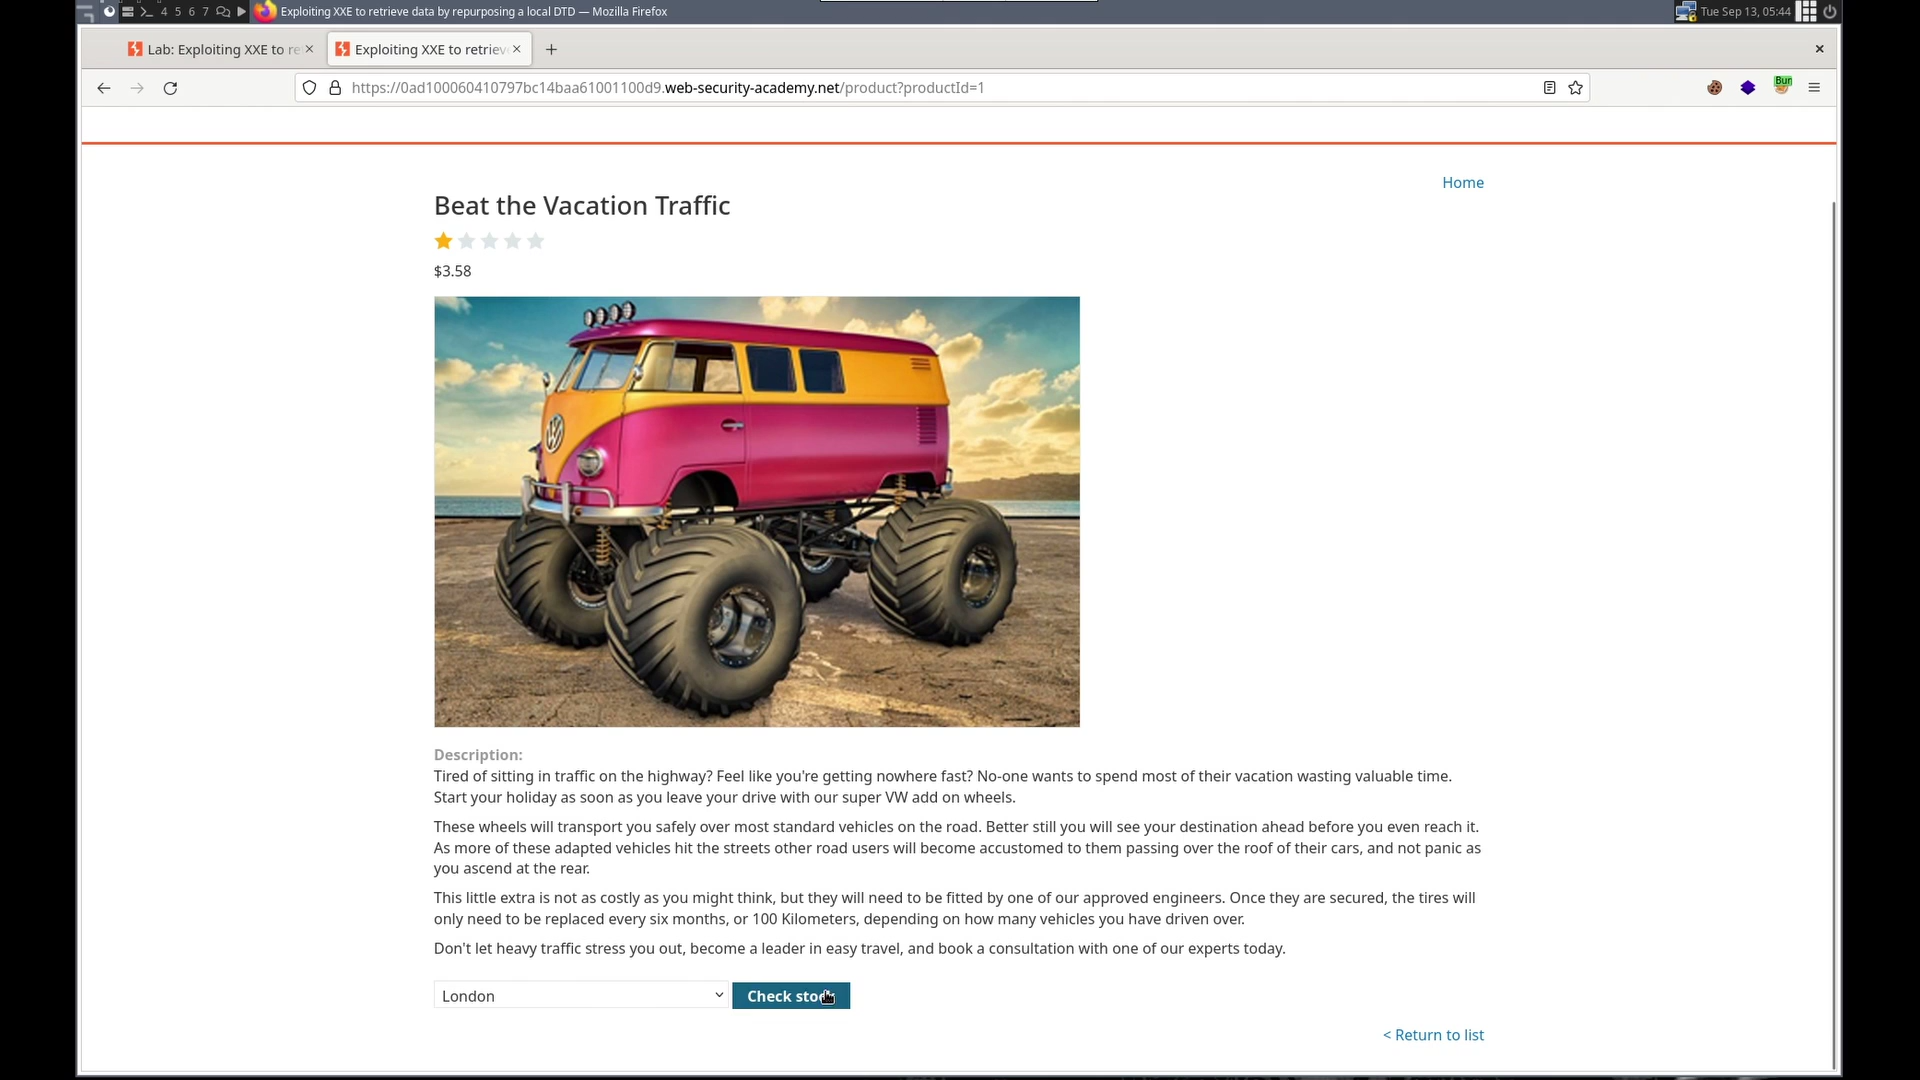 4 5 6 7 Exploiting XXE to retrieve data by repurposing a local DTD — Mozilla Firefox Tue Sep 13, 05:44
Lab: Exploiting XXE to re Exploiting XXE to retriev
https://0ad100060410797bc14baa61001100d9.web-security-academy.net/product?productId=1 Bur
Home
Beat the Vacation Traffic
$3.58
Description:
Tired of sitting in traffic on the highway? Feel like you're getting nowhere fast? No-one wants to spend most of their vacation wasting valuable time.
Start your holiday as soon as you leave your drive with our super VW add on wheels.
These wheels will transport you safely over most standard vehicles on the road. Better still you will see your destination ahead before you even reach it.
As more of these adapted vehicles hit the streets other road users will become accustomed to them passing over the roof of their cars, and not panic as
you ascend at the rear.
This little extra is not as costly as you might think, but they will need to be fitted by one of our approved engineers. Once they are secured, the tires will
only need to be replaced every six months, or 100 Kilometers, depending on how many vehicles you have driven over.
Don't let heavy traffic stress you out, become a leader in easy travel, and book a consultation with one of our experts today.
London Check stock
< Return to list